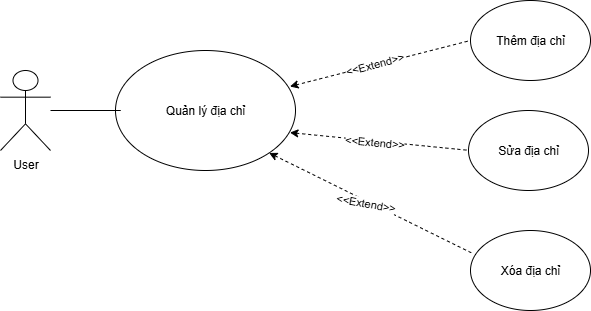 Thêm địa chỉ
<<Extend>>
Quản lý địa chỉ
<<Extend>>
Sửa địa chỉ
User
<<Extend>>
Xóa địa chỉ